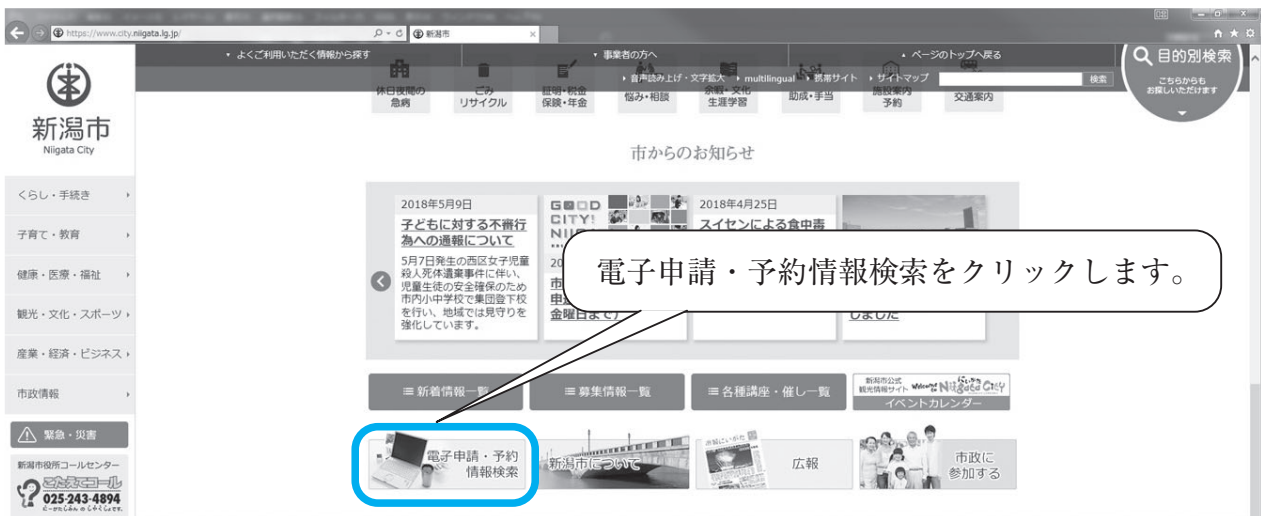 https://www.city.niigata.lg.jp/
新潟市
よくご利用いただく情報から探す
事業者の方へ
ページのトップへ戻る
音声読み上げ・文字拡大
multilingual
携帯サイト
サイトマップ
検索
目的別検索
こちらからも
お探しいただけます
休日夜間の
急病
ごみ
リサイクル
証明・税金
保険・年金
悩み・相談
余暇・文化
生涯学習
助成・手当
施設案内
予約
交通案内
新潟市
Niigata City
くらし・手続き
子育て・教育
健康・医療・福祉
観光・文化・スポーツ
産業・経済・ビジネス
市政情報
緊急・災害
新潟市役所コールセンター
こたえてコール
025-243-4894
市からのお知らせ
2018年5月9日
子どもに対する不審行
為への通報について
5月7日発生の西区女子児童
殺人死体遺棄事件に伴い、
児童生徒の安全確保のため
市内小中学校で集団登下校
を行い、地域では見守りを
強化しています。
GOOD
CITY!
金曜日まで)
2018年4月25日
スイセンによる食中毒
しました
電子申請・予約情報検索をクリックします。
新着情報一覧
募集情報一覧
各種講座・催し一覧
新潟市公式
観光情報サイト Welcome to Niigata City
イベントカレンダー
電子申請・予約
情報検索
新潟市について
市報にいがた
広報
市政に
参加する